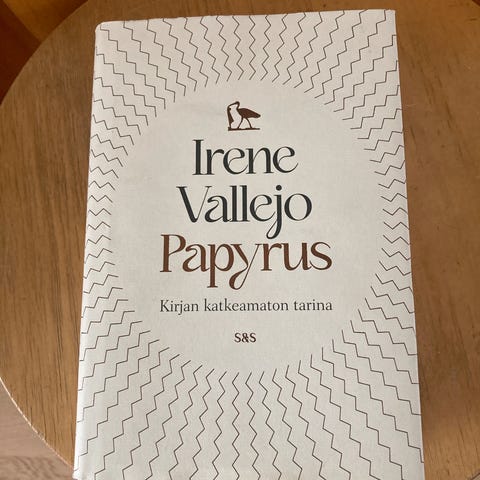 Irene
Vallejo
Papyrus
Kirjan katkeamaton tarina
S&S